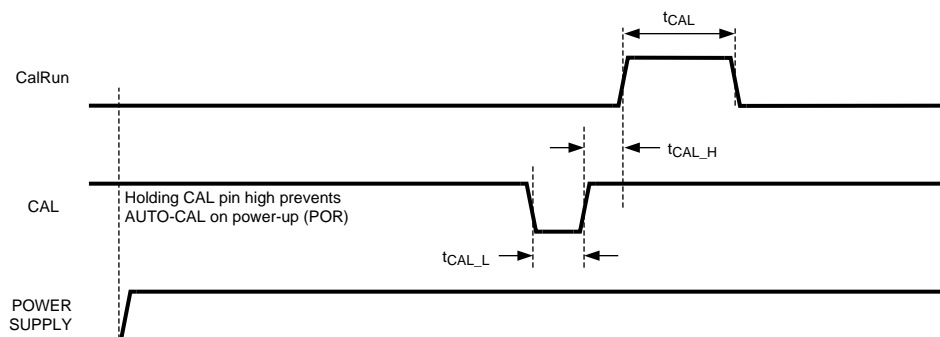 tCAL
CalRun
tCAL_H
CAL
Holding CAL pin high prevents
AUTO-CAL on power-up (POR)
tCAL_L
POWER
SUPPLY